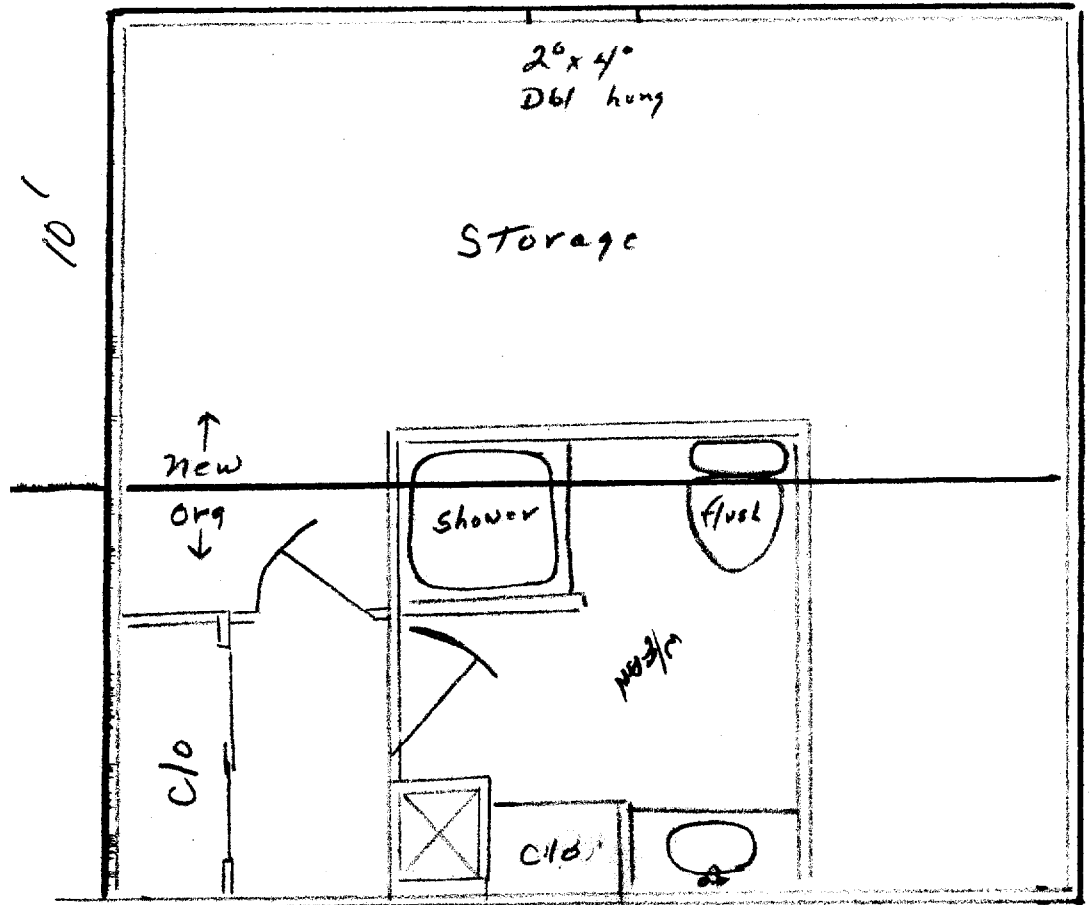 2⁰ x 4⁰
Dbl hung
10'
Storage
New
Org
Shower
flush
C/O
C/O